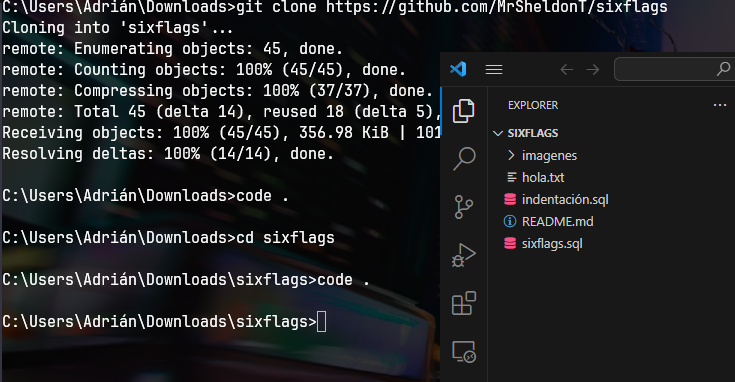 C:\Users\Adrián\Downloads>git clone https://github.com/MrSheldonT/sixflags
Cloning into 'sixflags'...
remote: Enumerating objects: 45, done.
remote: Counting objects: 100% (45/45), done.
remote: Compressing objects: 100% (37/37), done.
remote: Total 45 (delta 14), reused 18 (delta 5),
Receiving objects: 100% (45/45), 356.98 KiB | 101
Resolving deltas: 100% (14/14), done.
C:\Users\Adrián\Downloads>code .
C:\Users\Adrián\Downloads>cd sixflags
C:\Users\Adrián\Downloads\sixflags>code .
C:\Users\Adrián\Downloads\sixflags>
EXPLORER
SIXFLAGS
imagenes
hola.txt
indentación.sql
README.md
sixflags.sql